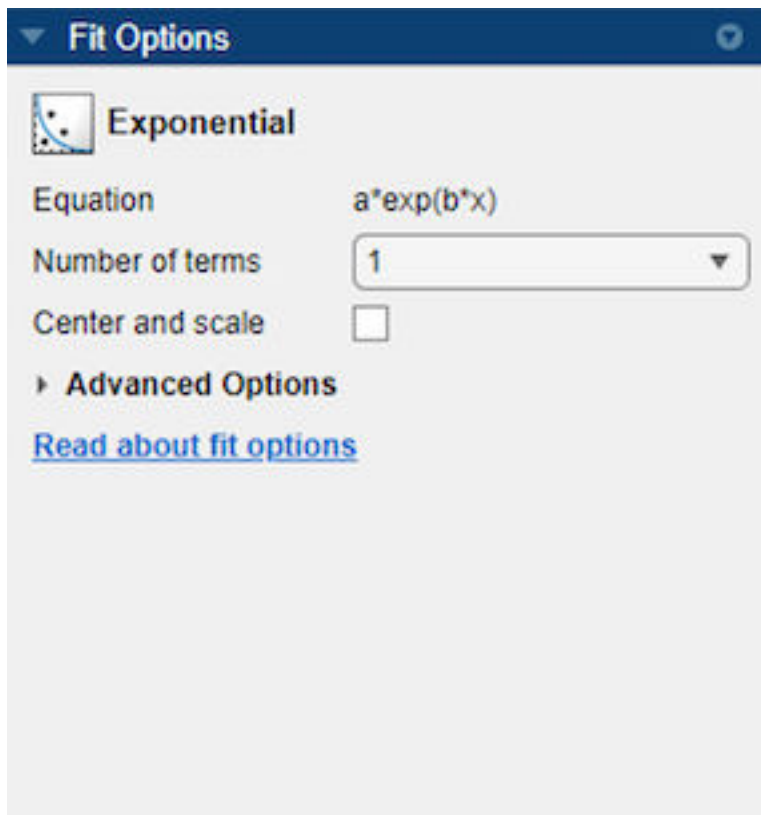 Fit Options
Exponential
Equation a*exp(b*x)
Number of terms 1
Center and scale
Advanced Options
Read about fit options